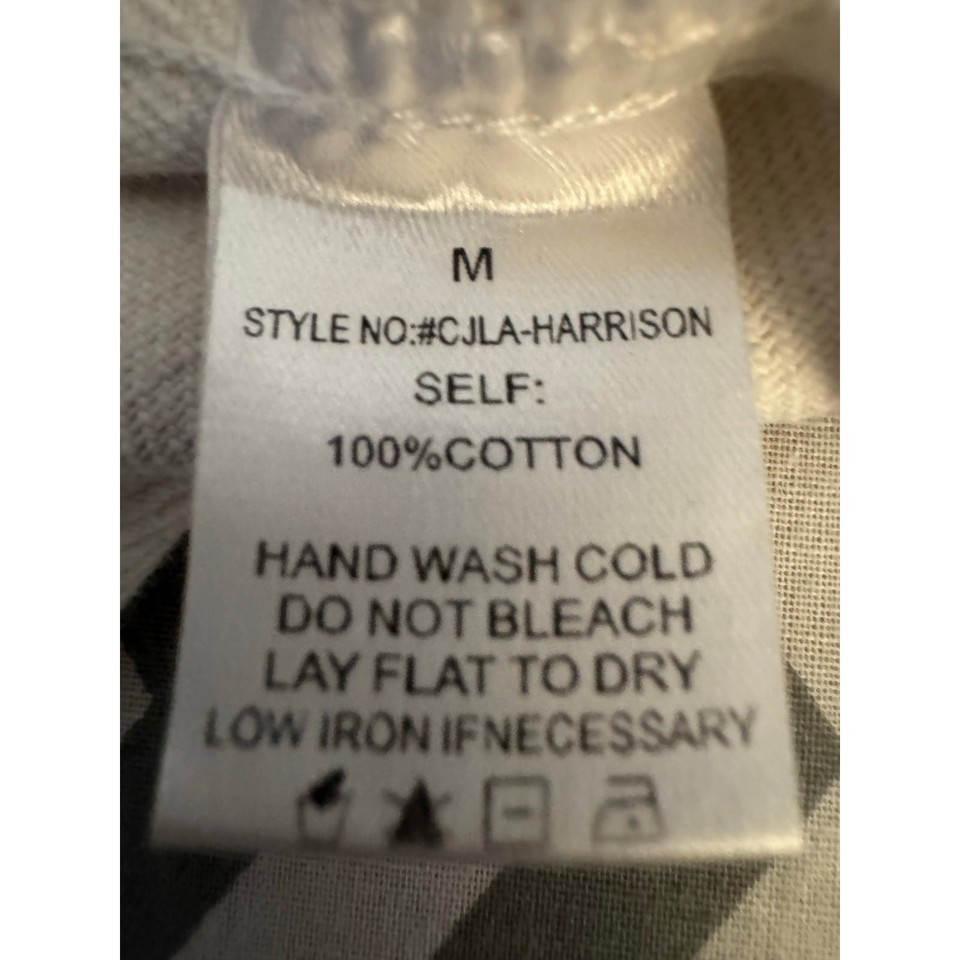 M
STYLE NO:#CJLA-HARRISON
SELF:
100%COTTON
HAND WASH COLD
DO NOT BLEACH
LAY FLAT TO DRY
LOW IRON IFNECESSARY